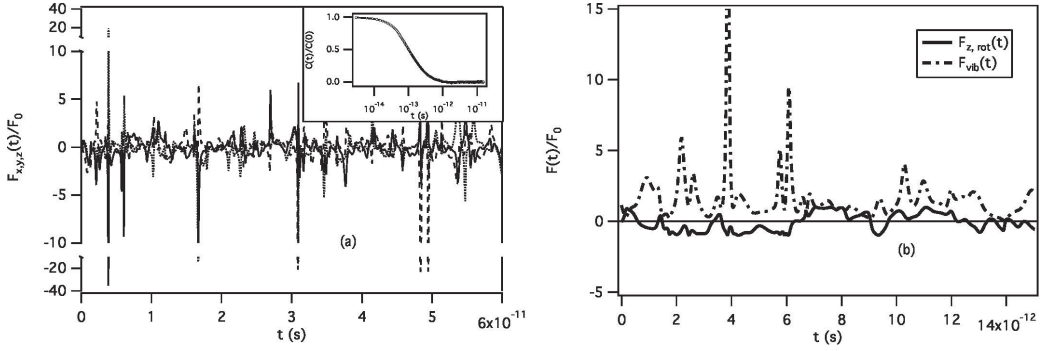 40
20
10
5
0
-5
-10
-20
-40
F_{x,y,z}(t)/F_0
0 1 2 3 4 5 6x10^{-11}
t (s)
(a)
1.0
0.5
0.0
C(t)/C(0)
10^{-14} 10^{-13} 10^{-12} 10^{-11}
t (s)
15
10
5
0
-5
F(t)/F_0
F_{z, rot}(t)
F_{vib}(t)
(b)
0 2 4 6 8 10 12 14x10^{-12}
t (s)